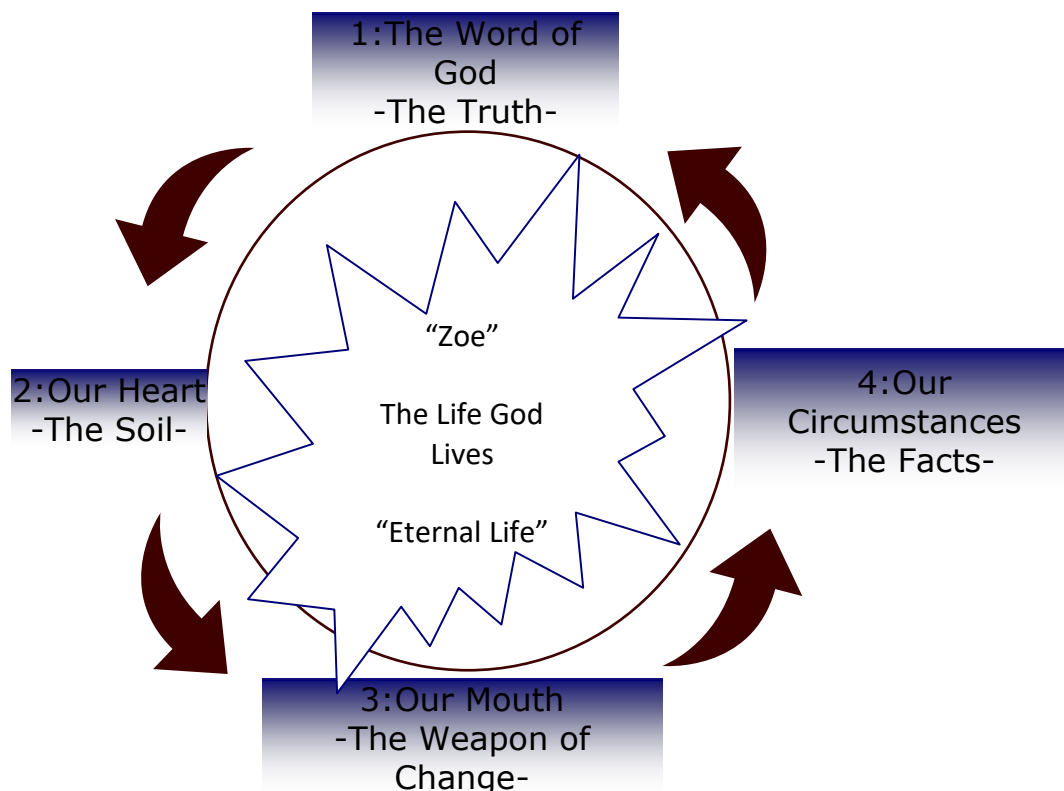 1:The Word of
God
-The Truth-
2:Our Heart
-The Soil-
“Zoe”
The Life God
Lives
“Eternal Life”
4:Our
Circumstances
-The Facts-
3:Our Mouth
-The Weapon of
Change-